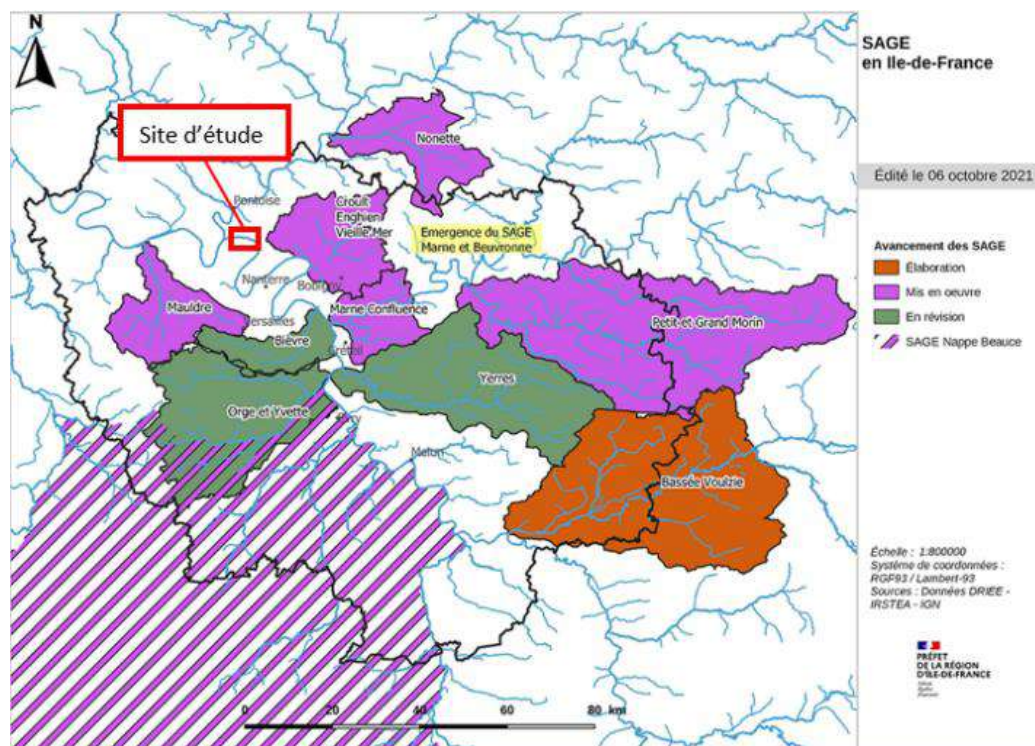 N
Site d'étude
Nonette
Pontoise
Croult
Enghien
Vieille Mer
Emergence du SAGE
Marne et Beuvronne
Nanterre
Bobigny
Mauldre
Marne Confluence
Versailles
Bièvre
Créteil
Petit et Grand Morin
Yerres
Orge et Yvette
Evry
Melun
Bassée Voulzie
0 20 40 60 80 km
SAGE
en Ile-de-France
Édité le 06 octobre 2021
Avancement des SAGE
Élaboration
Mis en oeuvre
En révision
SAGE Nappe Beauce
Échelle : 1:800000
Système de coordonnées :
RGF93 / Lambert-93
Sources : Données DRIEE -
IRSTEA - IGN
PRÉFET
DE LA RÉGION
D'ÎLE-DE-FRANCE